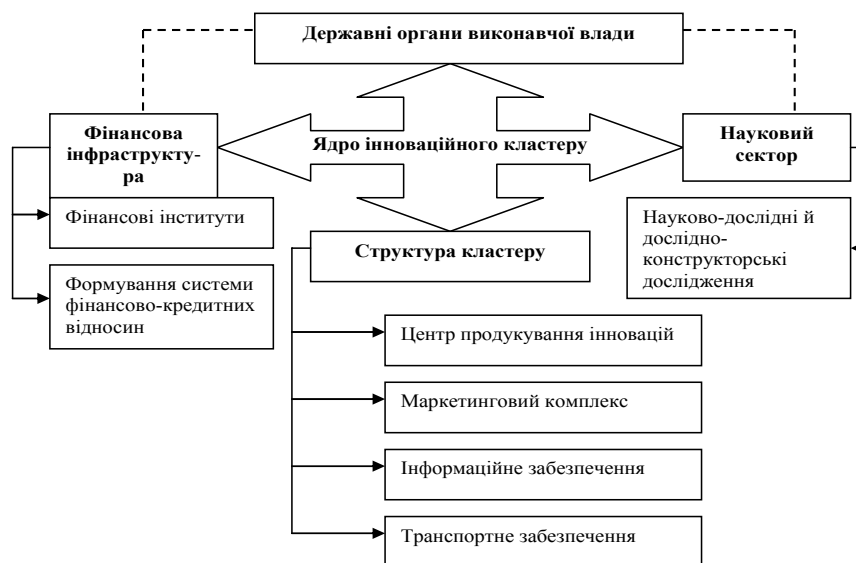 Державні органи виконавчої влади
Фінансова
інфраструкту-
ра
Ядро інноваційного кластеру
Науковий
сектор
Фінансові інститути
Науково-дослідні й
дослідно-
конструкторські
дослідження
Структура кластеру
Формування системи
фінансово-кредитних
відносин
Центр продукування інновацій
Маркетинговий комплекс
Інформаційне забезпечення
Транспортне забезпечення